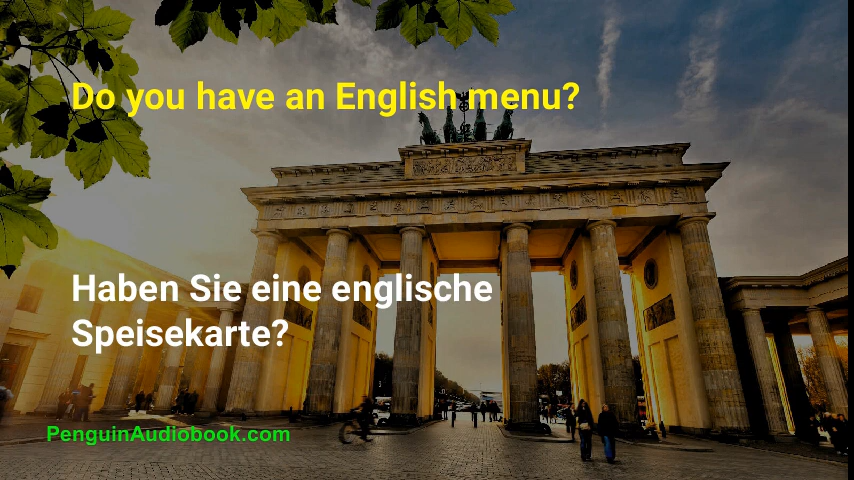 Do you have an English menu?
Haben Sie eine englische
Speisekarte?
PenguinAudiobook.com